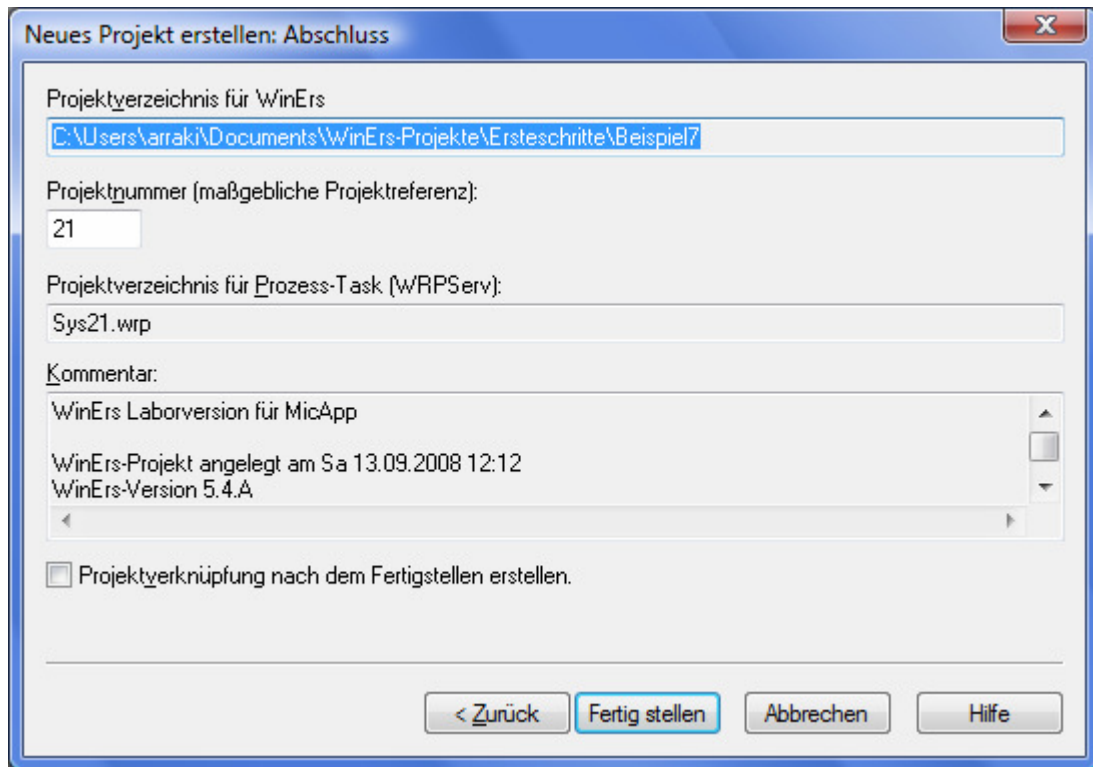 Neues Projekt erstellen: Abschluss
Projektverzeichnis für WinErs
C:\Users\arraki\Documents\WinErs-Projekte\Ersteschritte\Beispiel7
Projektnummer (maßgebliche Projektreferenz):
21
Projektverzeichnis für Prozess-Task (WRPServ):
Sys21.wrp
Kommentar:
WinErs Laborversion für MicApp
WinErs-Projekt angelegt am Sa 13.09.2008 12:12
WinErs-Version 5.4.A
Projektverknüpfung nach dem Fertigstellen erstellen.
< Zurück Fertig stellen Abbrechen Hilfe